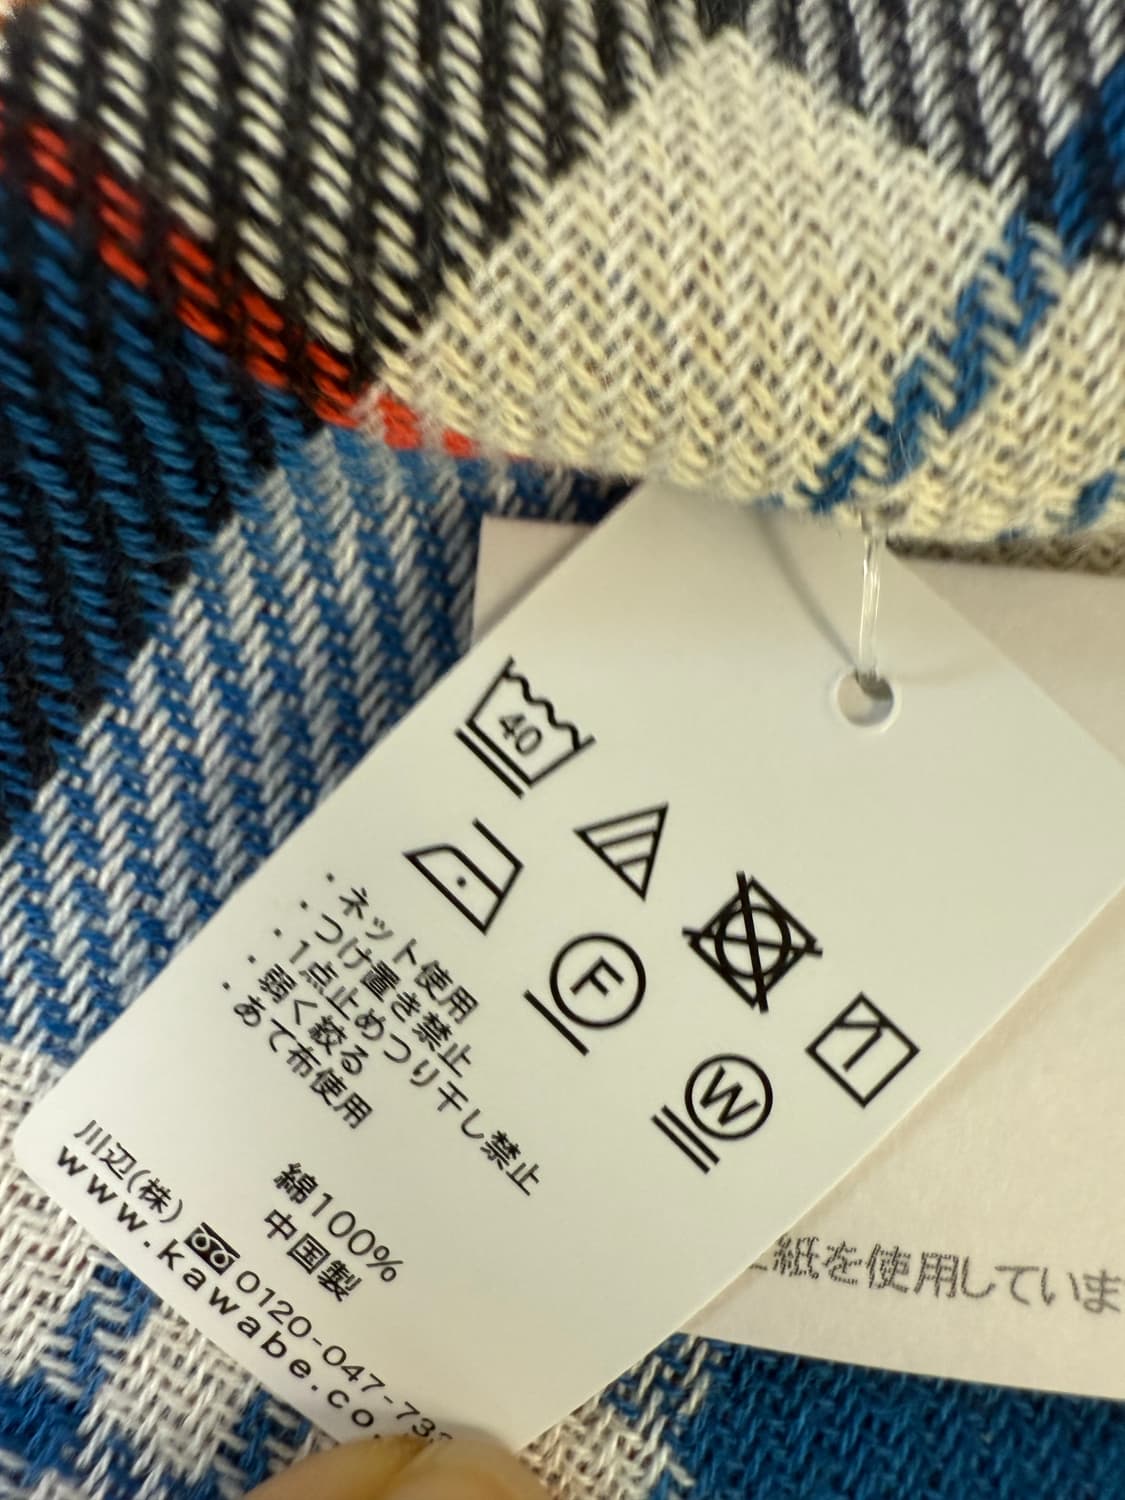 40
F
W
・ネット使用
・つけ置き禁止
・1点止めつり干し禁止
・弱く絞る
・あて布使用
綿100%
中国製
川辺(株) 0120-047-73
www.kawabe.co.
紙を使用していま